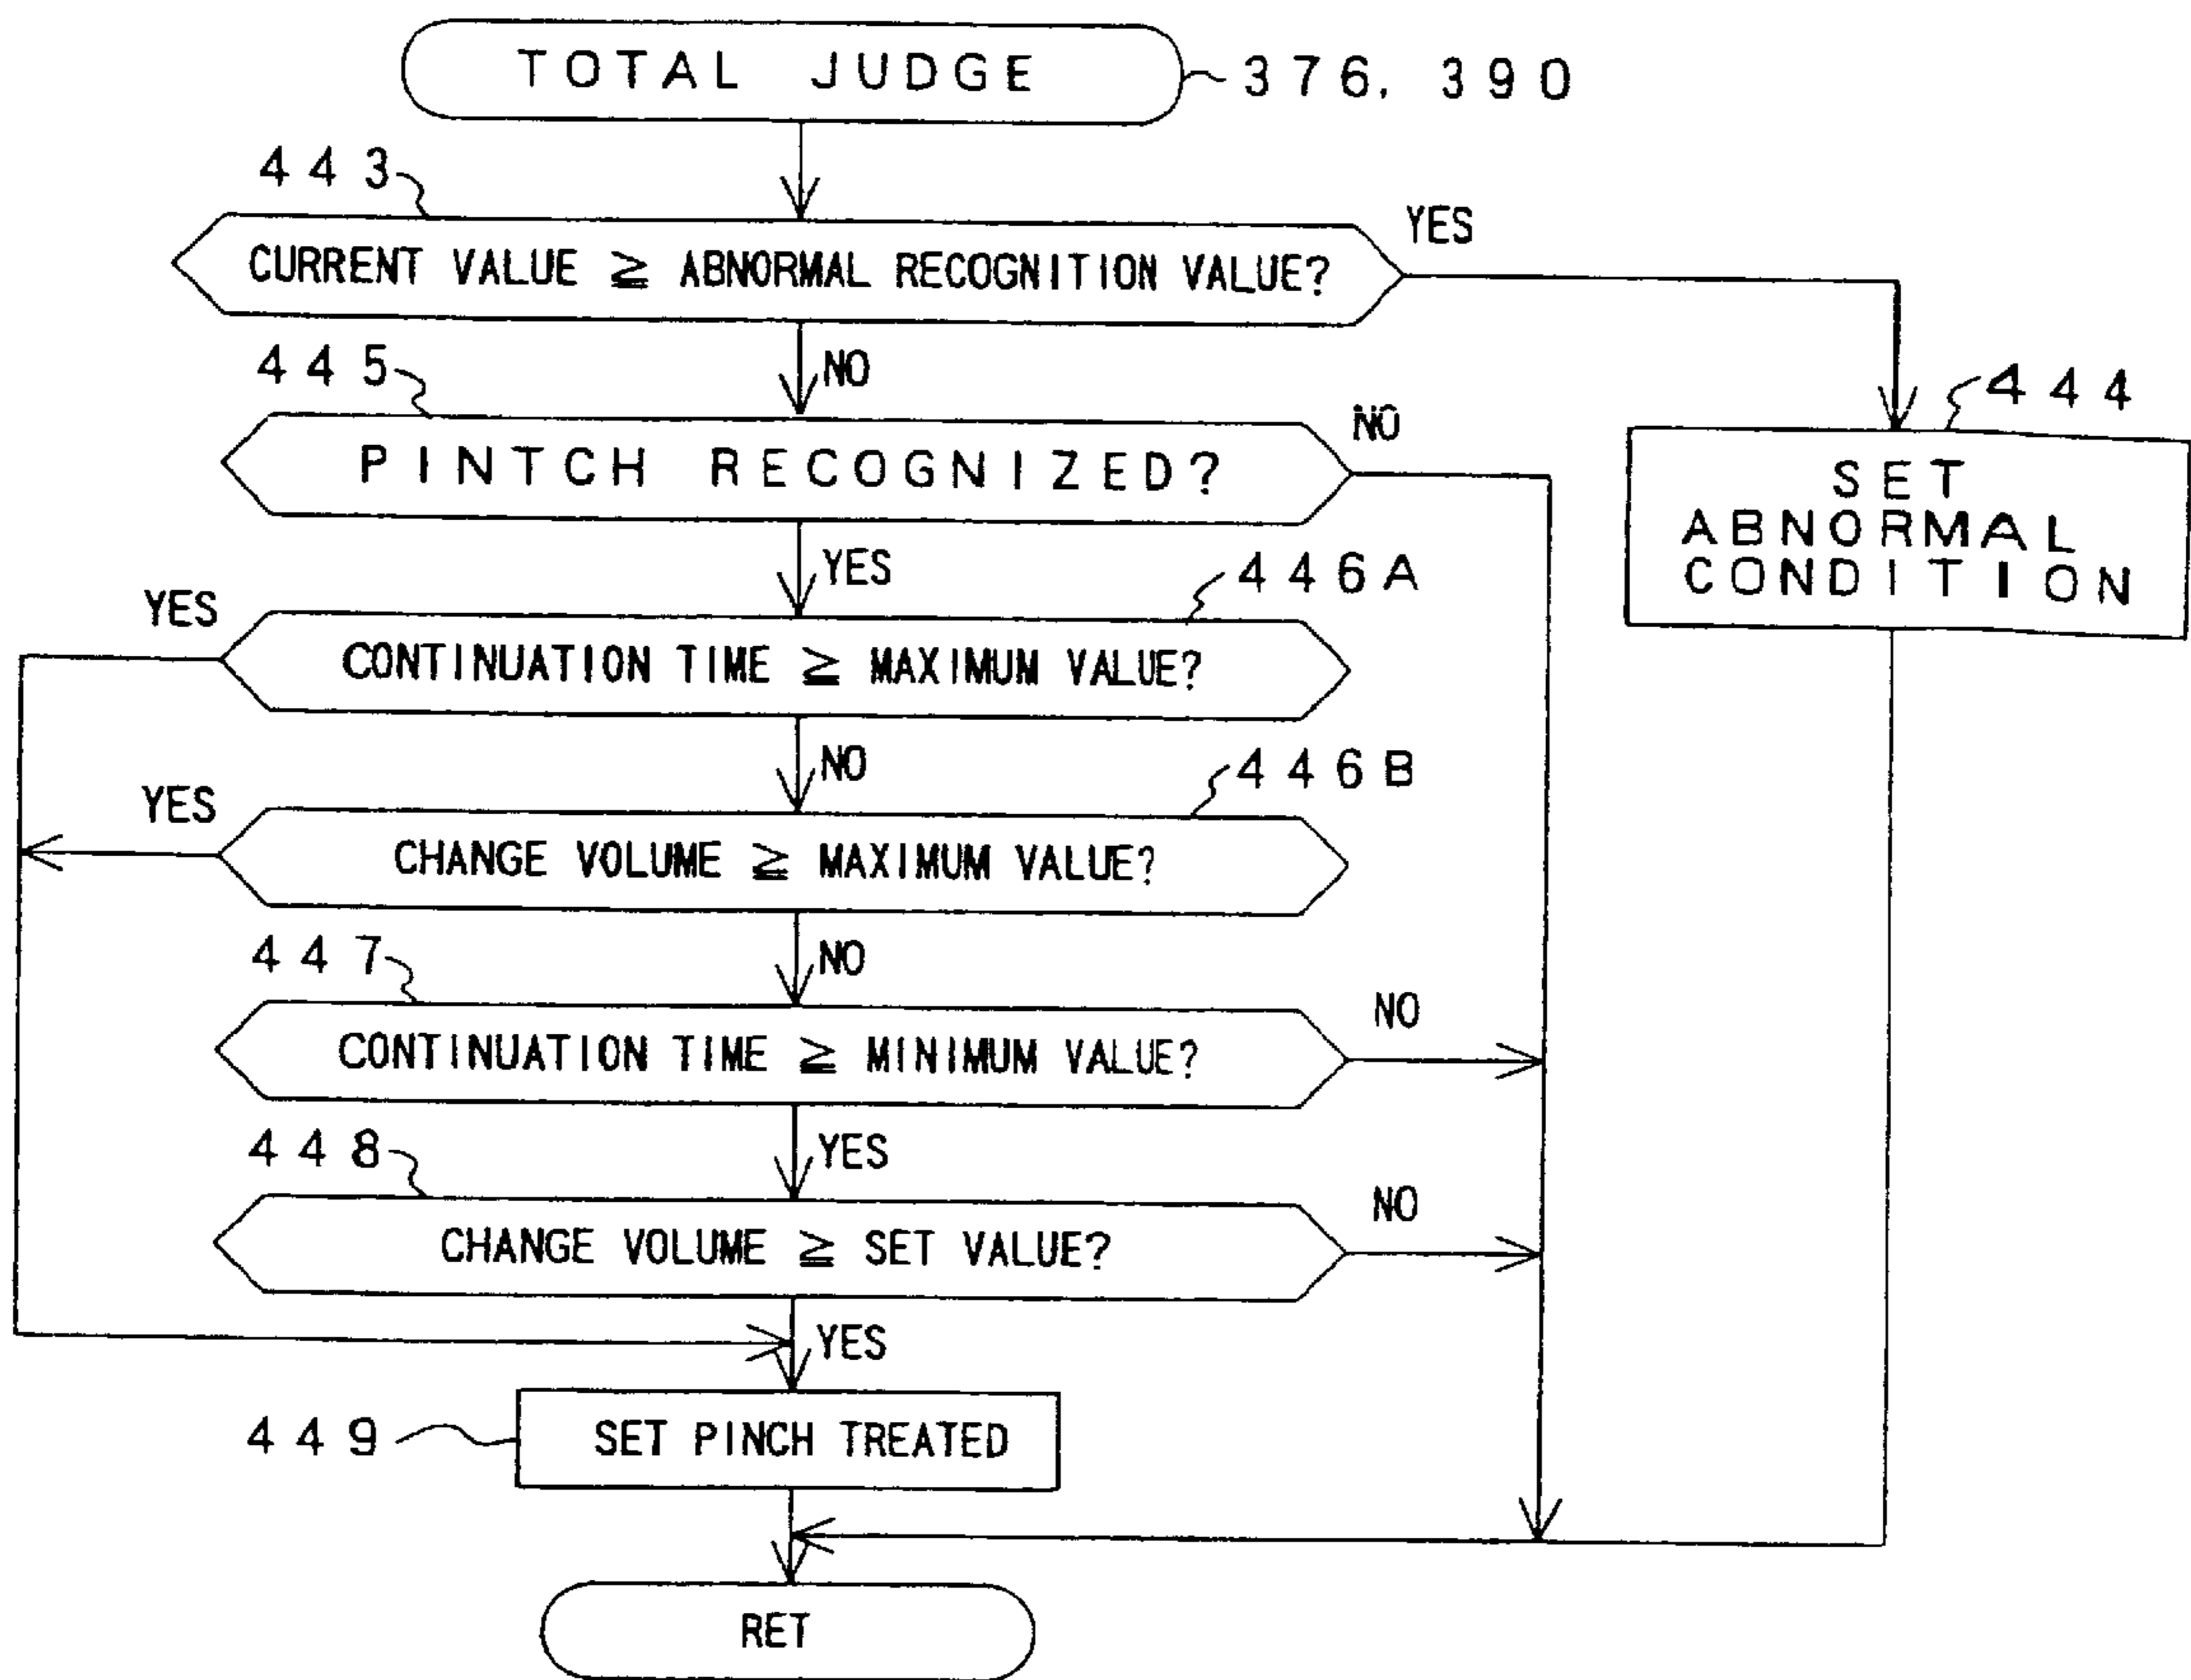 TOTAL JUDGE
376, 390
443
CURRENT VALUE ≧ ABNORMAL RECOGNITION VALUE?
YES
NO
444
SET
ABNORMAL
CONDITION
445
PINTCH RECOGNIZED?
NO
YES
446A
YES
CONTINUATION TIME ≧ MAXIMUM VALUE?
NO
446B
YES
CHANGE VOLUME ≧ MAXIMUM VALUE?
NO
447
CONTINUATION TIME ≧ MINIMUM VALUE?
NO
YES
448
CHANGE VOLUME ≧ SET VALUE?
NO
YES
449
SET PINCH TREATED
RET